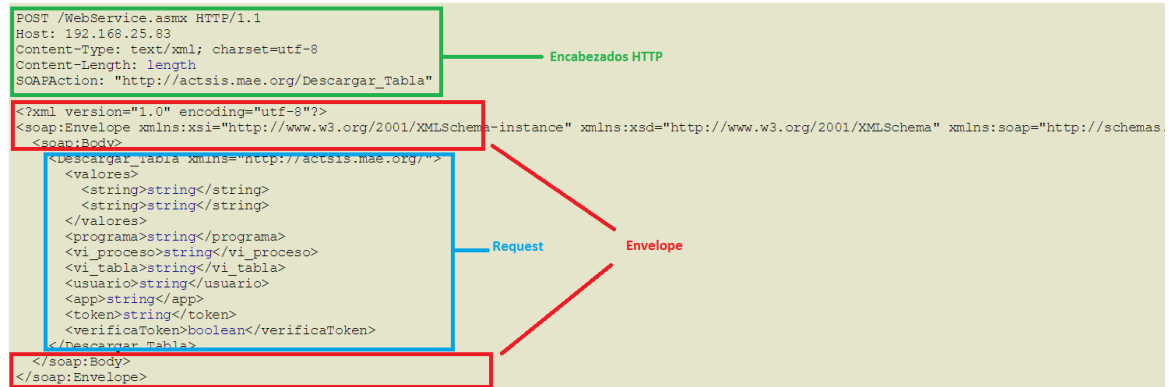 POST /WebService.asmx HTTP/1.1
Host: 192.168.25.83
Content-Type: text/xml; charset=utf-8
Content-Length: length
SOAPAction: "http://actsis.mae.org/Descargar_Tabla"
Encabezados HTTP
<?xml version="1.0" encoding="utf-8"?>
<soap:Envelope xmlns:xsi="http://www.w3.org/2001/XMLSchema-instance" xmlns:xsd="http://www.w3.org/2001/XMLSchema" xmlns:soap="http://schemas.
<soap:Body>
<Descargar_Tabla xmlns="http://actsis.mae.org/">
<valores>
<string>string</string>
<string>string</string>
</valores>
<programa>string</programa>
<vi_proceso>string</vi_proceso>
<vi_tabla>string</vi_tabla>
<usuario>string</usuario>
<app>string</app>
<token>string</token>
<verificaToken>boolean</verificaToken>
</Descargar_Tabla>
</soap:Body>
</soap:Envelope>
Request
Envelope